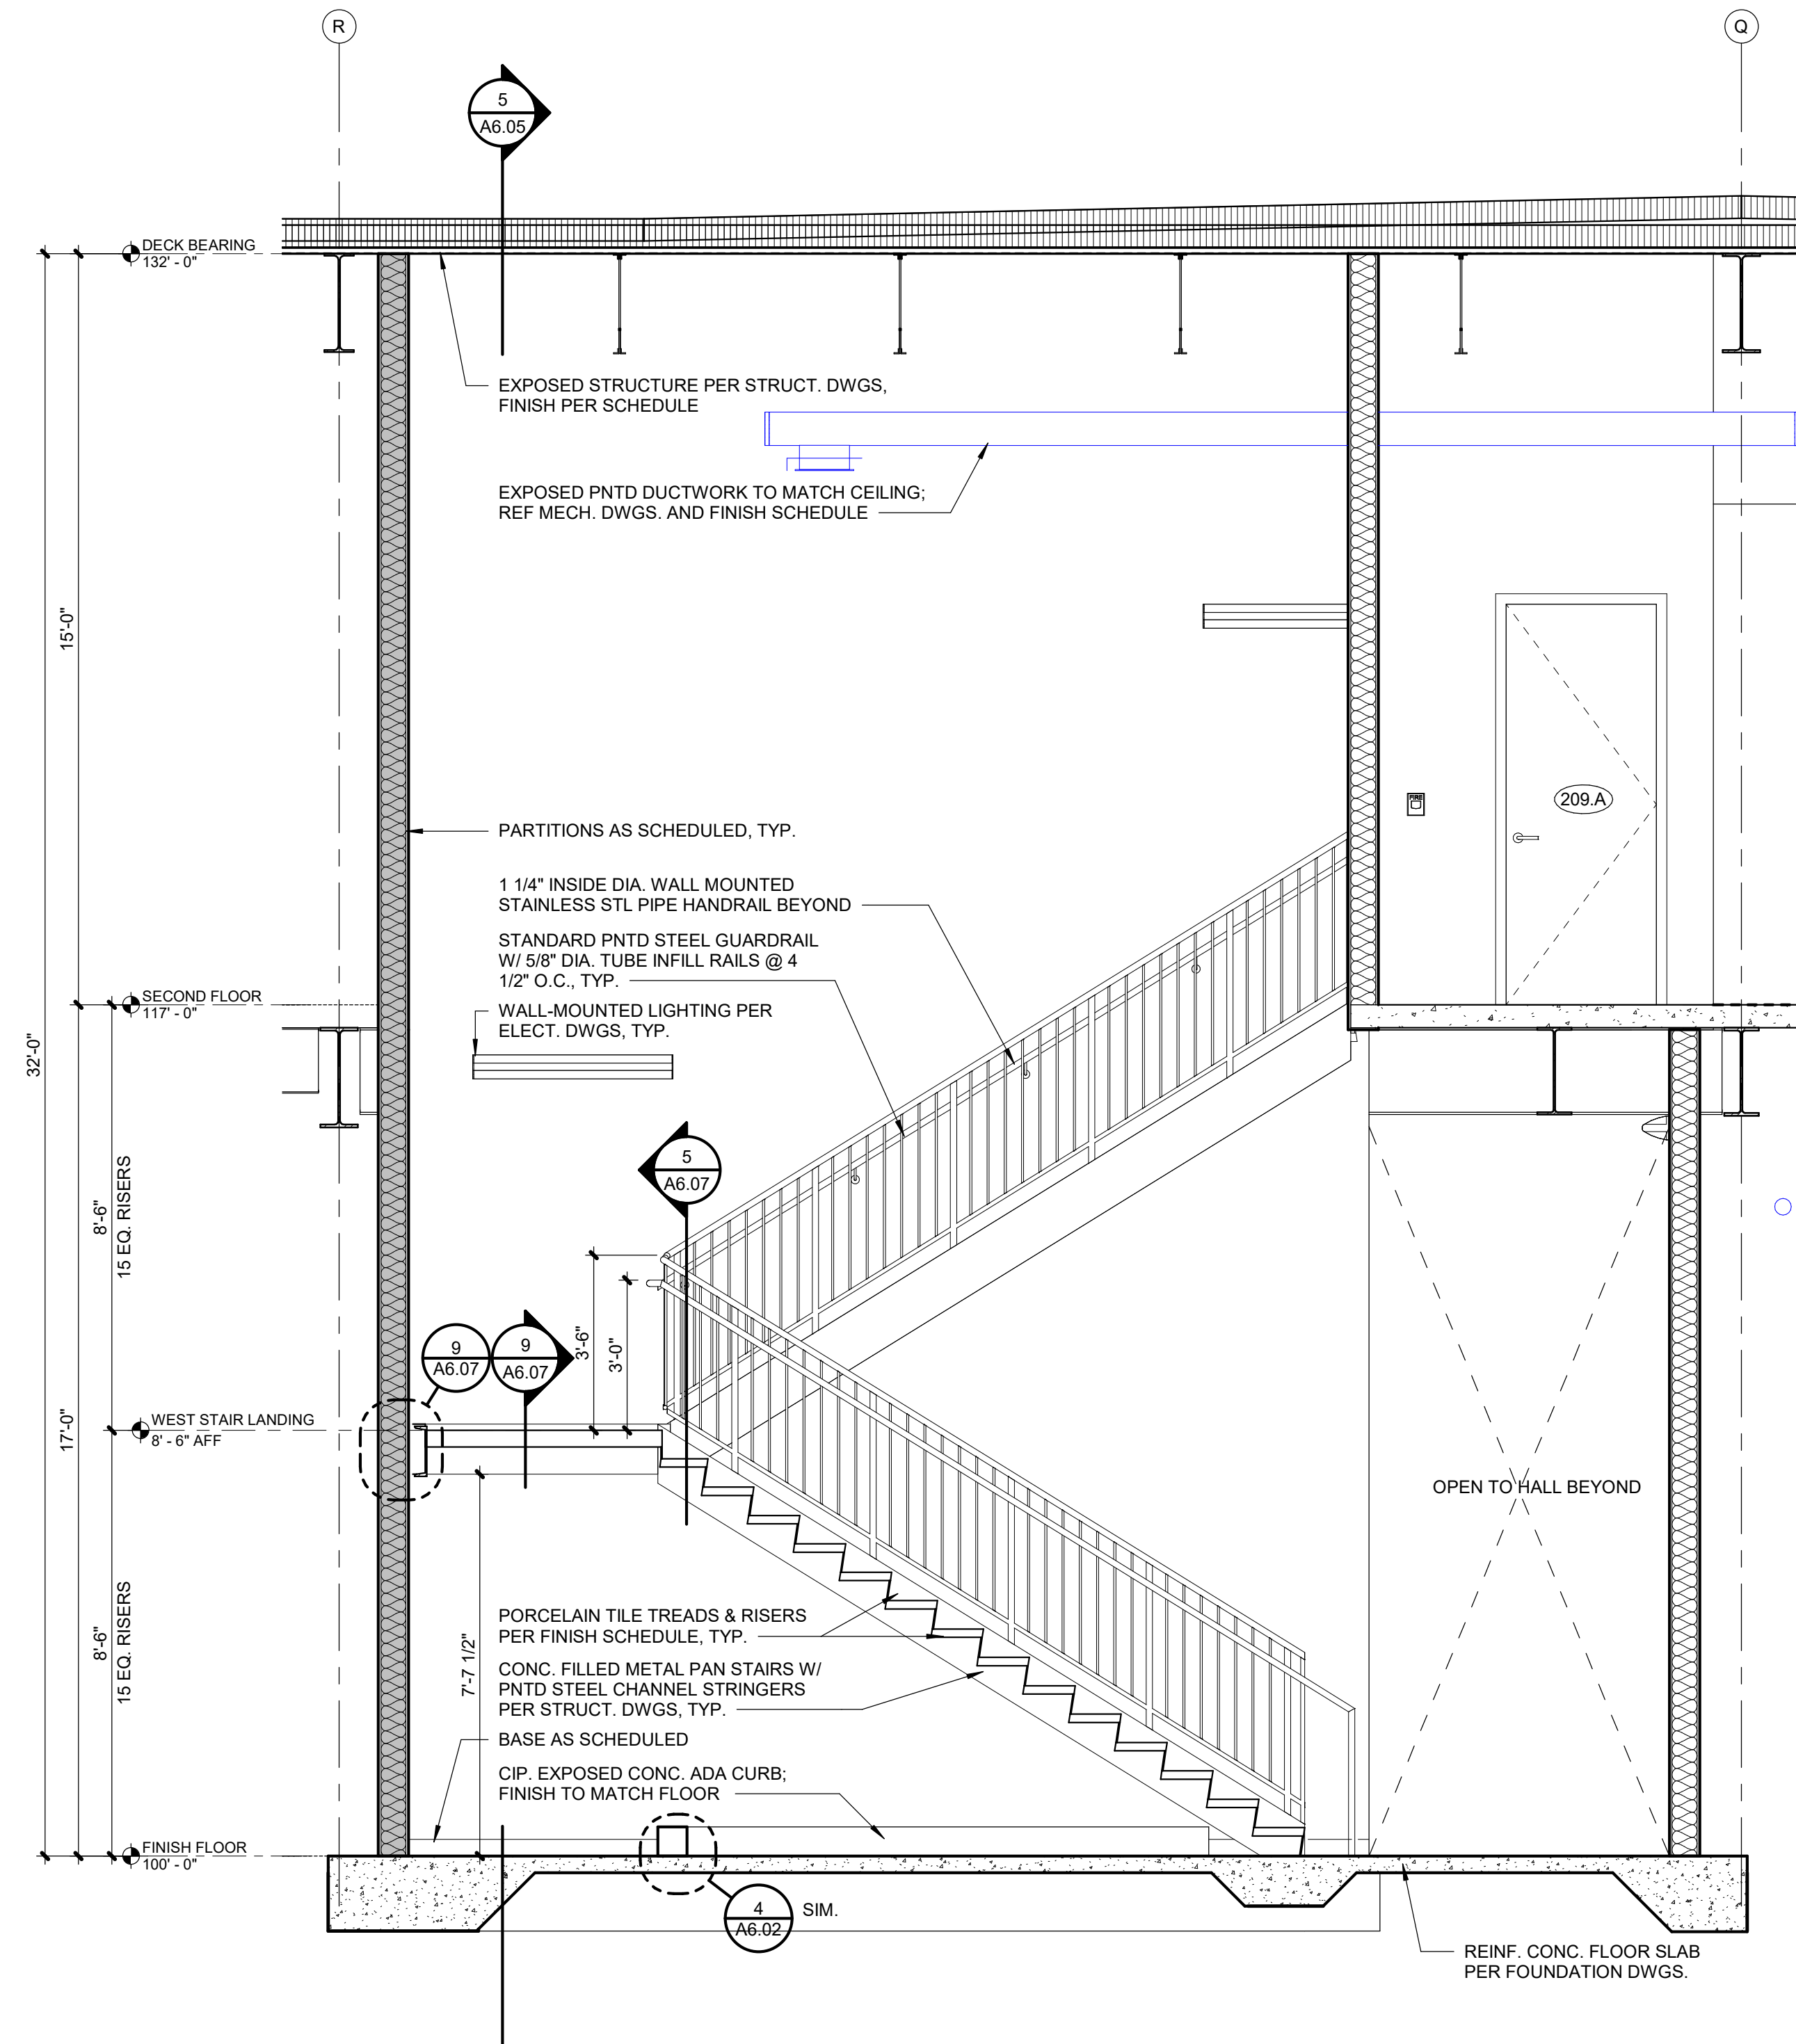 R
Q
5
A6.05
DECK BEARING
132' - 0"
EXPOSED STRUCTURE PER STRUCT. DWGS,
FINISH PER SCHEDULE
EXPOSED PNTD DUCTWORK TO MATCH CEILING;
REF MECH. DWGS. AND FINISH SCHEDULE
15'-0"
FIRE
209.A
PARTITIONS AS SCHEDULED, TYP.
1 1/4" INSIDE DIA. WALL MOUNTED
STAINLESS STL PIPE HANDRAIL BEYOND
STANDARD PNTD STEEL GUARDRAIL
W/ 5/8" DIA. TUBE INFILL RAILS @ 4
1/2" O.C., TYP.
SECOND FLOOR
117' - 0"
WALL-MOUNTED LIGHTING PER
ELECT. DWGS, TYP.
32'-0"
5
A6.07
8'-6"
15 EQ. RISERS
9
A6.07
9
A6.07
3'-6"
3'-0"
WEST STAIR LANDING
8' - 6" AFF
17'-0"
OPEN TO HALL BEYOND
8'-6"
15 EQ. RISERS
7'-7 1/2"
PORCELAIN TILE TREADS & RISERS
PER FINISH SCHEDULE, TYP.
CONC. FILLED METAL PAN STAIRS W/
PNTD STEEL CHANNEL STRINGERS
PER STRUCT. DWGS, TYP.
BASE AS SCHEDULED
CIP. EXPOSED CONC. ADA CURB;
FINISH TO MATCH FLOOR
FINISH FLOOR
100' - 0"
4
A6.02
SIM.
REINF. CONC. FLOOR SLAB
PER FOUNDATION DWGS.